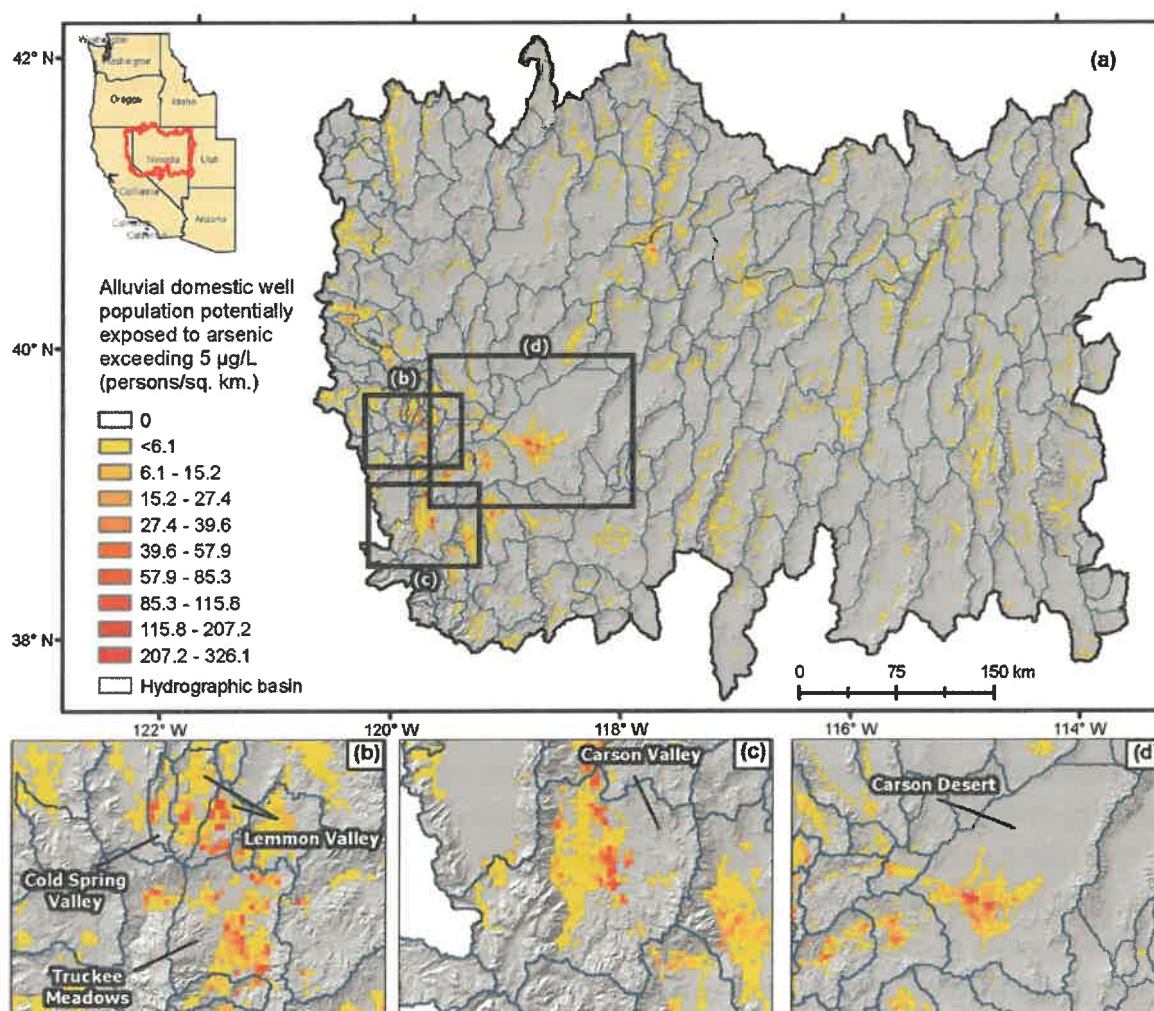 42° N
(a)
Washington
Washington
Oregon
Idaho
Nevada
Utah
California
Arizona
Alluvial domestic well
population potentially
exposed to arsenic
exceeding 5 µg/L
(persons/sq. km.)
40° N
(d)
(b)
0
<6.1
6.1 - 15.2
15.2 - 27.4
27.4 - 39.6
39.6 - 57.9
57.9 - 85.3
(c)
85.3 - 115.8
115.8 - 207.2
38° N
207.2 - 326.1
Hydrographic basin
0 75 150 km
122° W 120° W 118° W 116° W 114° W
(b)
Lemmon Valley
Cold Spring
Valley
Truckee
Meadows
(c)
Carson Valley
(d
Carson Desert